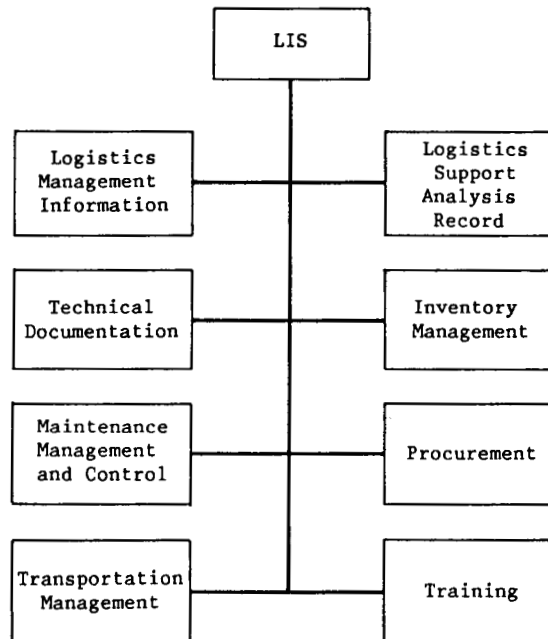 LIS
Logistics
Management
Information
Logistics
Support
Analysis
Record
Technical
Documentation
Inventory
Management
Maintenance
Management
and Control
Procurement
Transportation
Management
Training